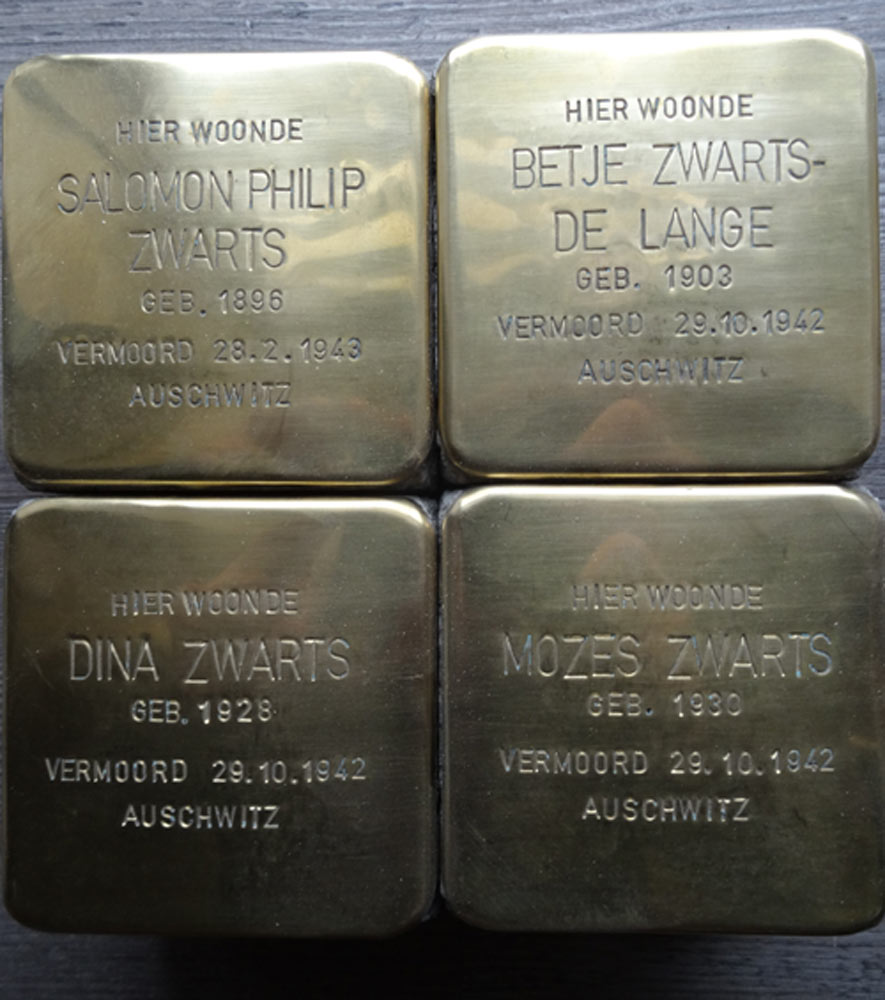 HIER WOONDE
SALOMON PHILIP
ZWARTS
GEB. 1896
VERMOORD 28.2.1943
AUSCHWITZ
HIER WOONDE
BETJE ZWARTS-
DE LANGE
GEB. 1903
VERMOORD 29.10.1942
AUSCHWITZ
HIER WOONDE
DINA ZWARTS
GEB. 1928
VERMOORD 29.10.1942
AUSCHWITZ
HIER WOONDE
MOZES ZWARTS
GEB. 1930
VERMOORD 29.10.1942
AUSCHWITZ